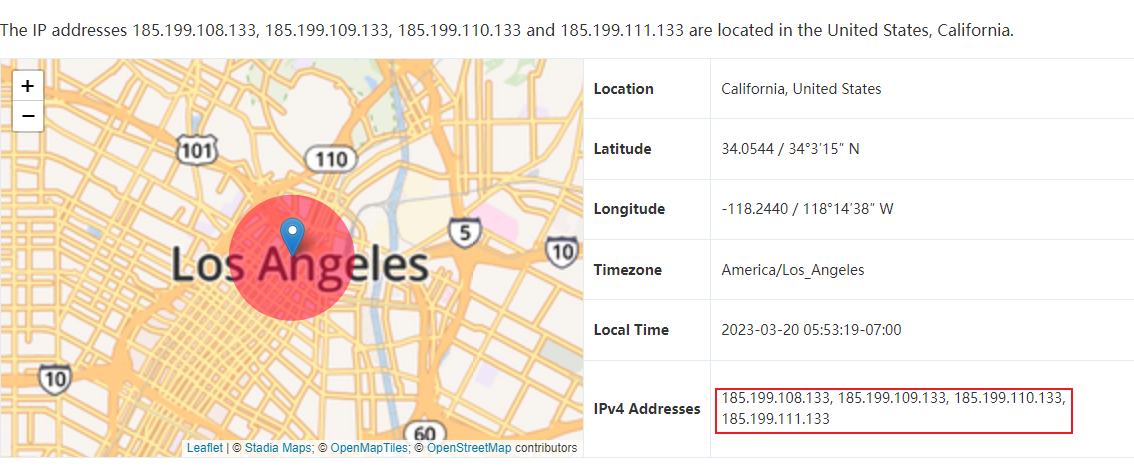 The IP addresses 185.199.108.133, 185.199.109.133, 185.199.110.133 and 185.199.111.133 are located in the United States, California.
+
−
101
110
5
10
Los Angeles
10
60
Leaflet | © Stadia Maps; © OpenMapTiles; © OpenStreetMap contributors
Location California, United States
Latitude 34.0544 / 34°3′15″ N
Longitude -118.2440 / 118°14′38″ W
Timezone America/Los_Angeles
Local Time 2023-03-20 05:53:19-07:00
IPv4 Addresses 185.199.108.133, 185.199.109.133, 185.199.110.133,
185.199.111.133